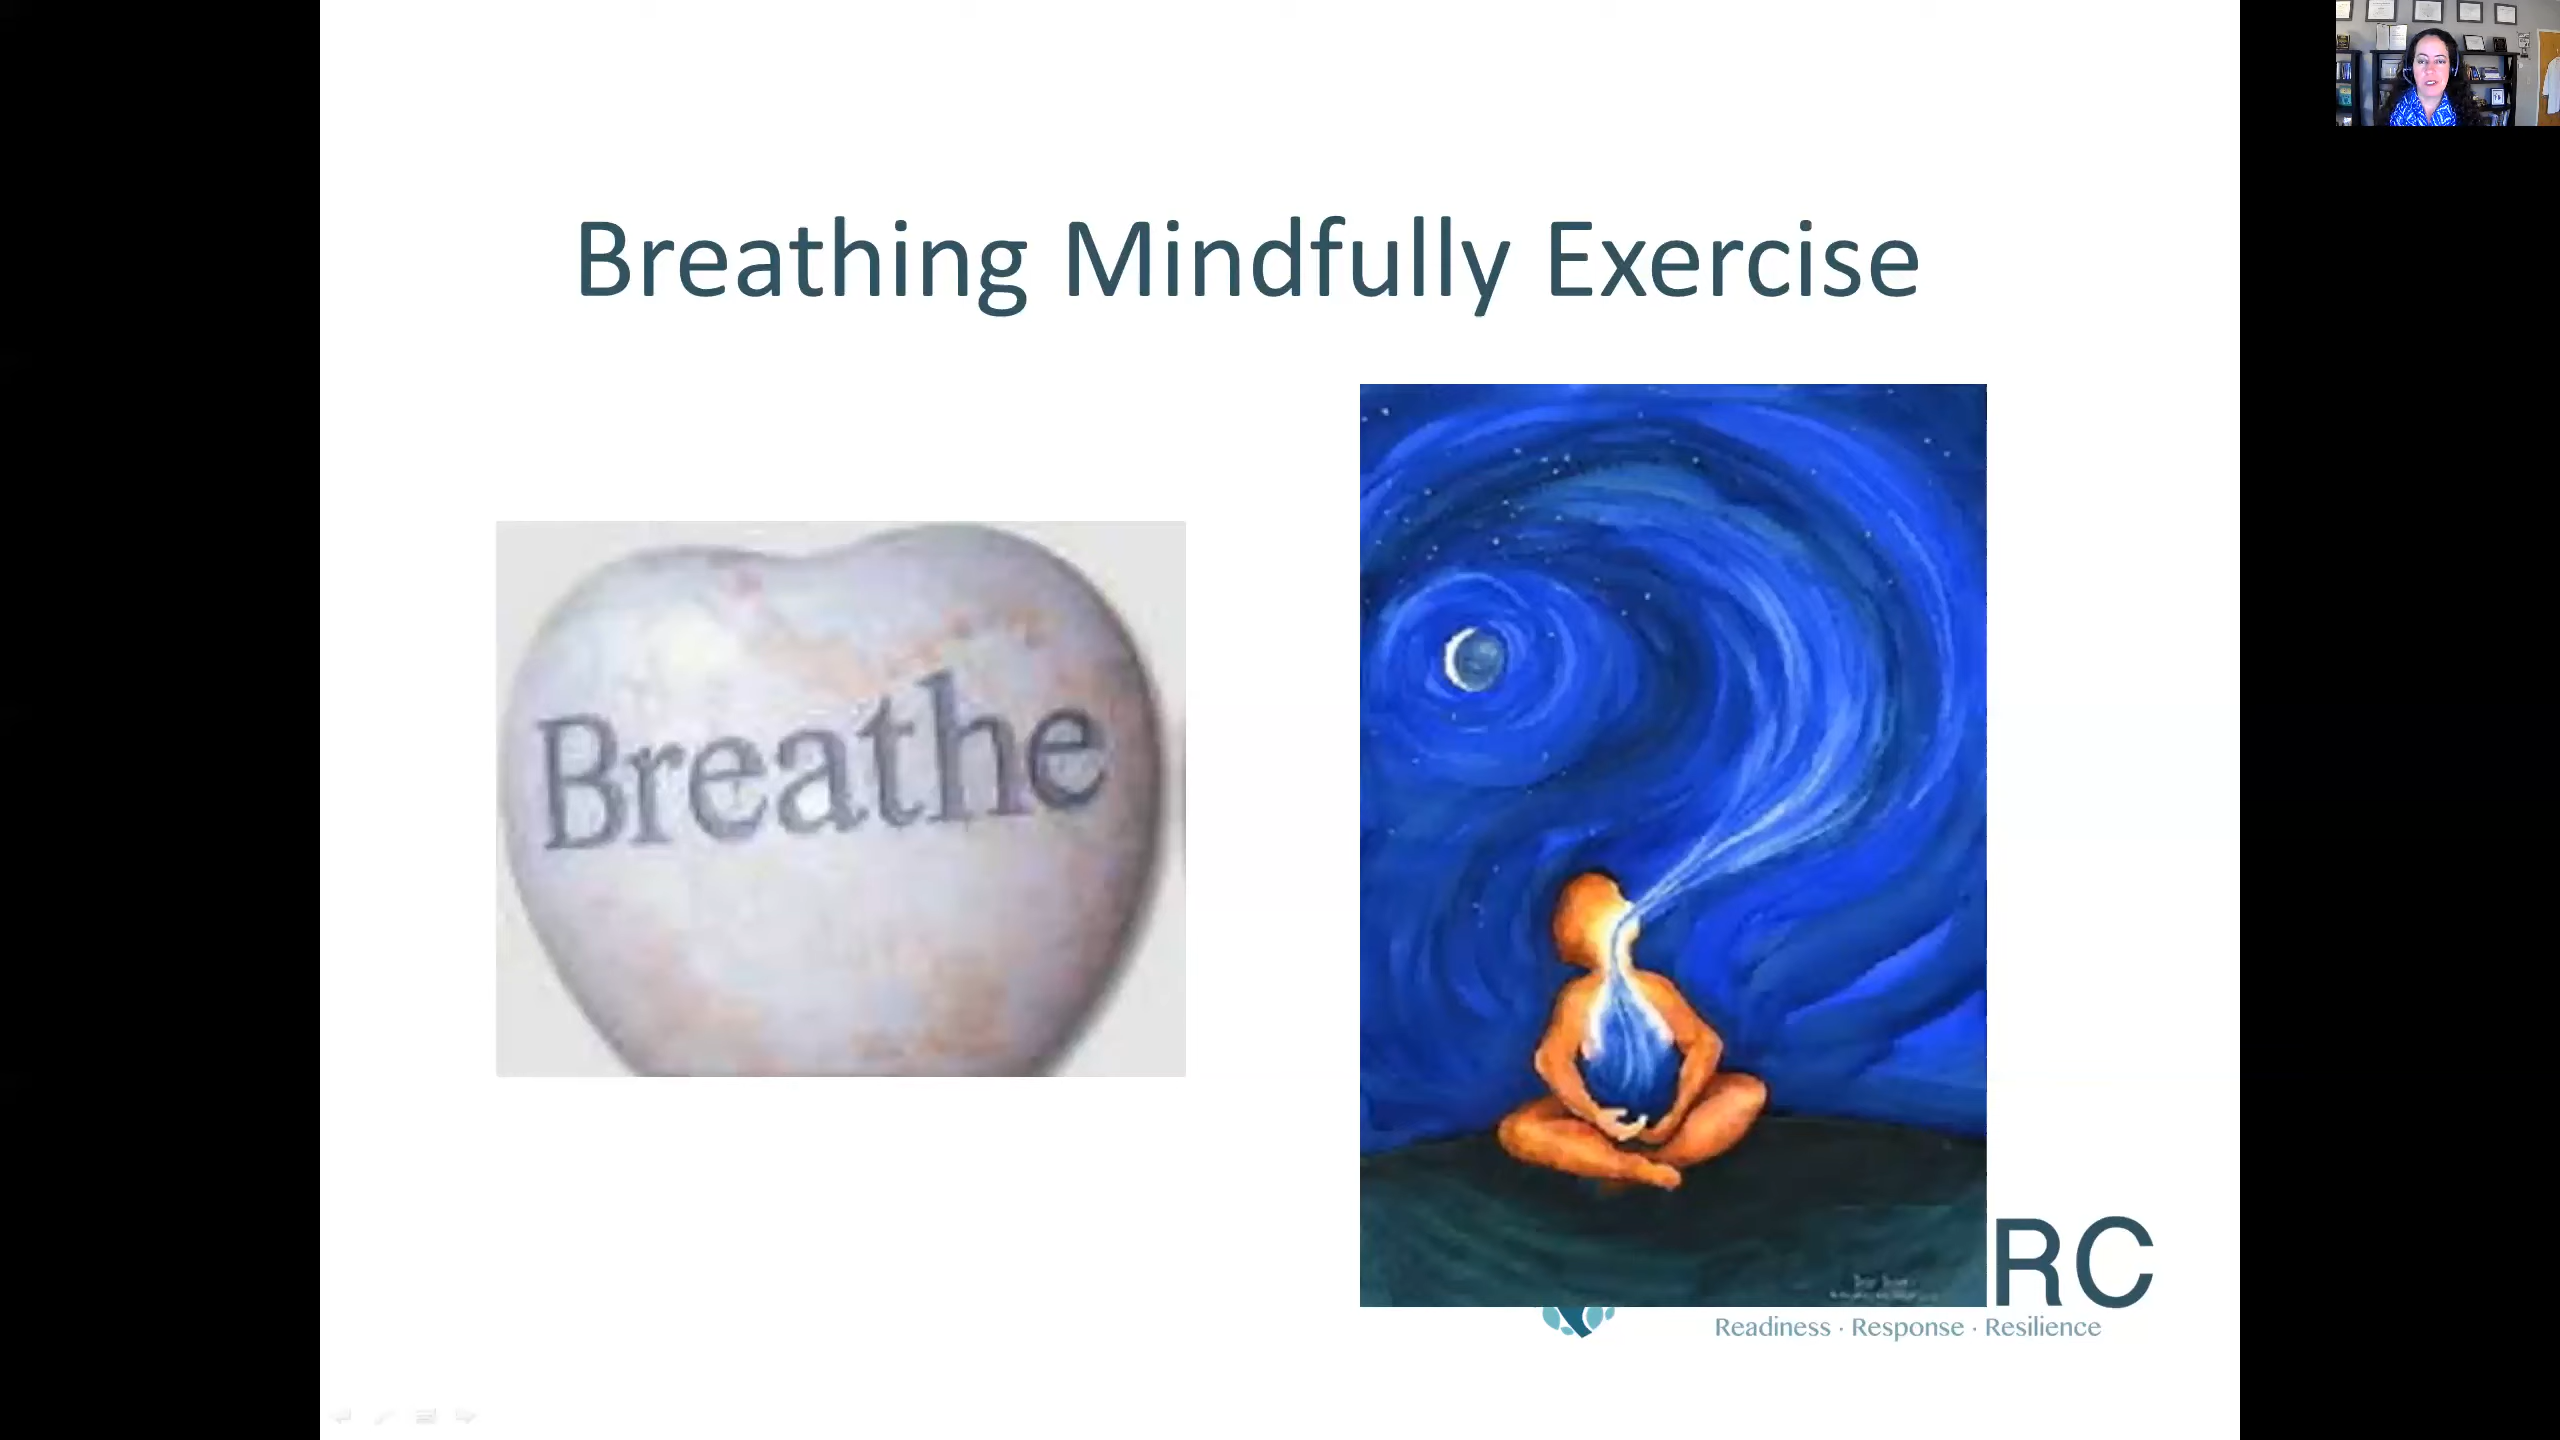 Breathing Mindfully Exercise
Breathe
RC
Readiness · Response · Resilience